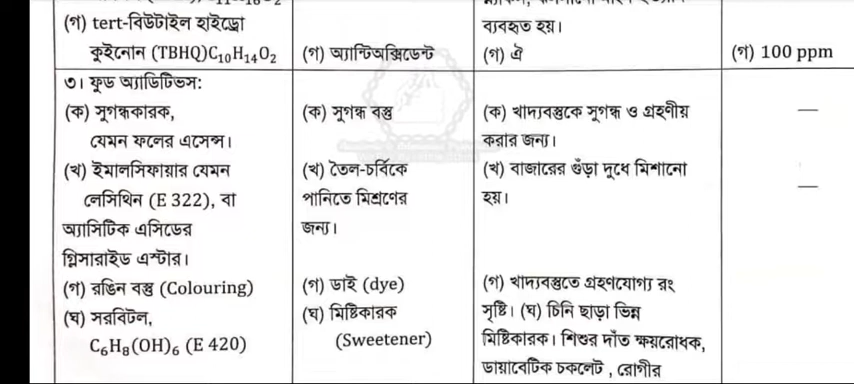 (গ) tert-বিউটাইল হাইড্রো
কুইনোন (TBHQ)C₁₀H₁₄O₂
(গ) অ্যান্টিঅক্সিডেন্ট
ব্যবহৃত হয়।
(গ) ঐ
(গ) 100 ppm
৩। ফুড অ্যাডিটিভস:
(ক) সুগন্ধকারক,
যেমন ফলের এসেন্স।
(খ) ইমালসিফায়ার যেমন
লেসিথিন (E 322), বা
অ্যাসিটিক এসিডের
গ্লিসারাইড এস্টার।
(গ) রঙিন বস্তু (Colouring)
(ঘ) সরবিটল,
C₆H₈(OH)₆ (E 420)
(ক) সুগন্ধ বস্তু
(খ) তৈল-চর্বিকে
পানিতে মিশ্রণের
জন্য।
(গ) ডাই (dye)
(ঘ) মিষ্টিকারক
(Sweetener)
(ক) খাদ্যবস্তুকে সুগন্ধ ও গ্রহণীয়
করার জন্য।
(খ) বাজারের গুঁড়া দুধে মিশানো
হয়।
(গ) খাদ্যবস্তুতে গ্রহণযোগ্য রং
সৃষ্টি। (ঘ) চিনি ছাড়া ভিন্ন
মিষ্টিকারক। শিশুর দাঁত ক্ষয়রোধক,
ডায়াবেটিক চকলেট , রোগীর
—
—